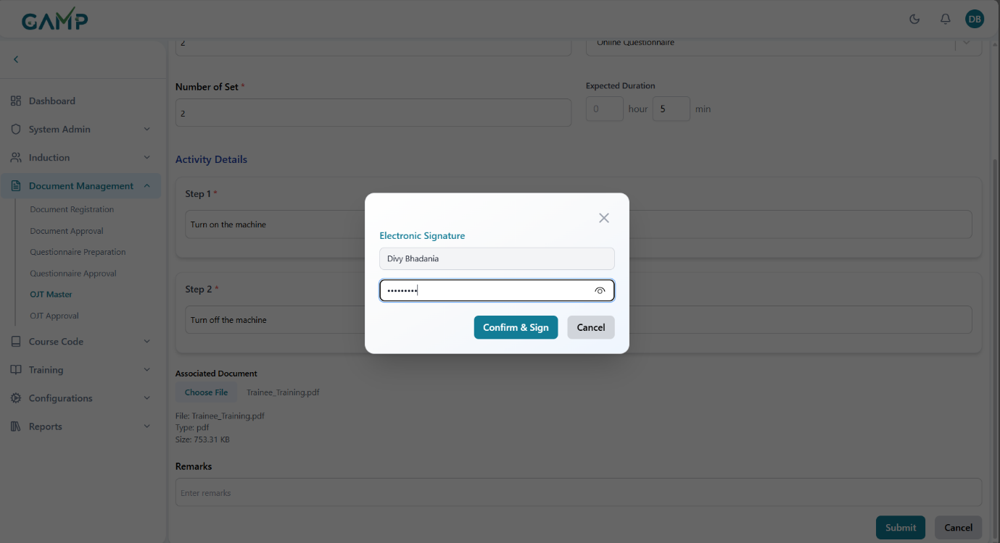 GAMP
DB
2
Online Questionnaire
Dashboard
System Admin
Induction
Document Management
Document Registration
Document Approval
Questionnaire Preparation
Questionnaire Approval
OJT Master
OJT Approval
Course Code
Training
Configurations
Reports
Number of Set *
2
Expected Duration
0 hour 5 min
Activity Details
Step 1 *
Turn on the machine
Step 2 *
Turn off the machine
Electronic Signature
Divy Bhadania
•••••••••
Confirm & Sign Cancel
Associated Document
Choose File Trainee_Training.pdf
File: Trainee_Training.pdf
Type: pdf
Size: 753.31 KB
Remarks
Enter remarks
Submit Cancel